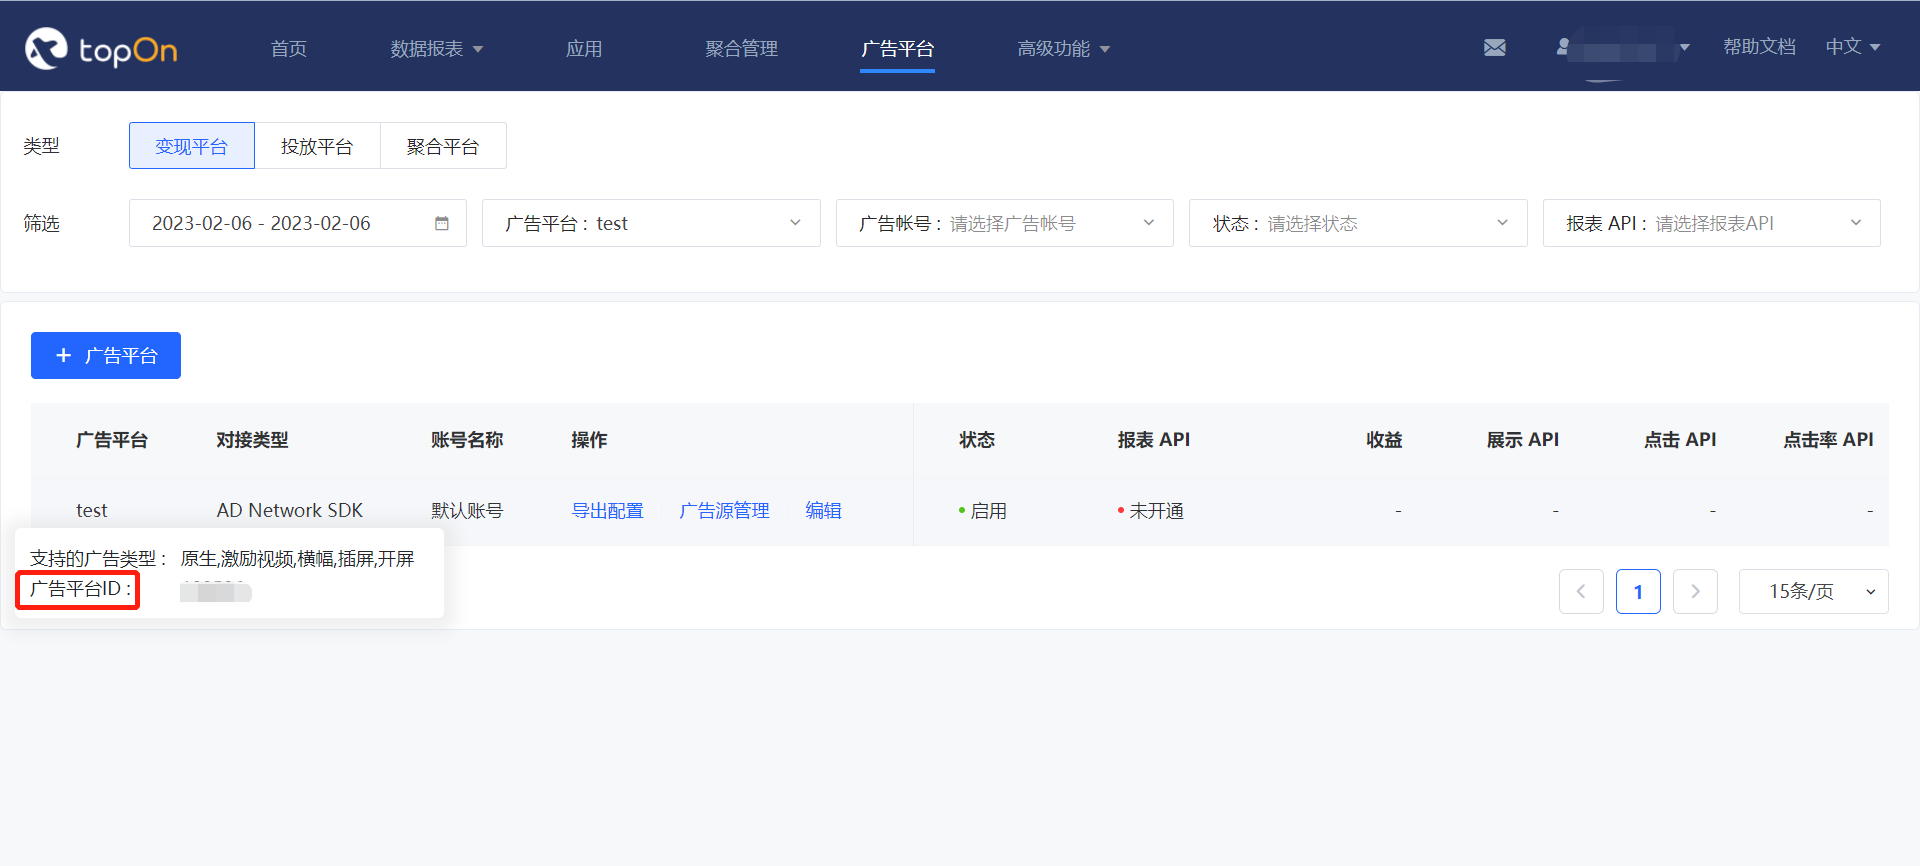 topOn 首页 数据报表 应用 聚合管理 广告平台 高级功能 帮助文档 中文
类型 变现平台 投放平台 聚合平台
筛选 2023-02-06 - 2023-02-06 广告平台 : test 广告帐号 : 请选择广告帐号 状态 : 请选择状态 报表 API : 请选择报表API
+ 广告平台
广告平台 对接类型 账号名称 操作 状态 报表 API 收益 展示 API 点击 API 点击率 API
test AD Network SDK 默认账号 导出配置 广告源管理 编辑 启用 未开通 - - - -
支持的广告类型 : 原生,激励视频,横幅,插屏,开屏
广告平台ID :
1 15条/页